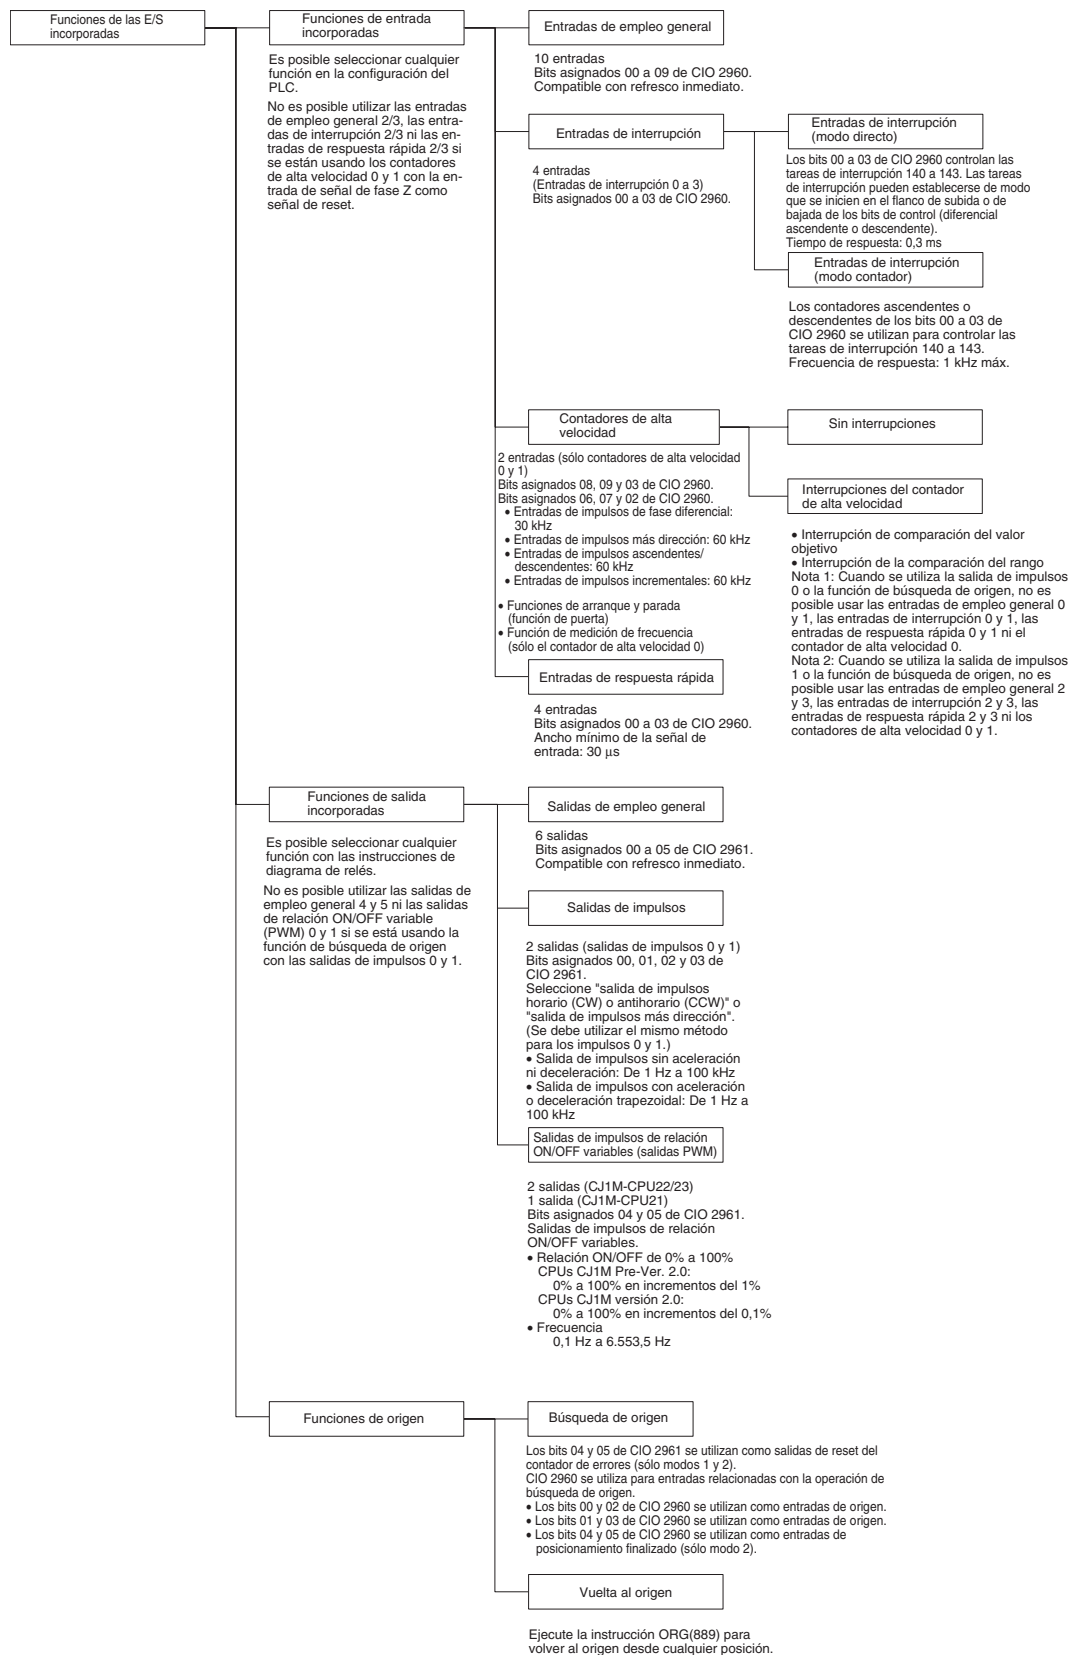 Funciones de las E/S
incorporadas
Funciones de entrada
incorporadas
Es posible seleccionar cualquier
función en la configuración del
PLC.
No es posible utilizar las entradas
de empleo general 2/3, las entra-
das de interrupción 2/3 ni las en-
tradas de respuesta rápida 2/3 si
se están usando los contadores
de alta velocidad 0 y 1 con la en-
trada de señal de fase Z como
señal de reset.
Entradas de empleo general
10 entradas
Bits asignados 00 a 09 de CIO 2960.
Compatible con refresco inmediato.
Entradas de interrupción
4 entradas
(Entradas de interrupción 0 a 3)
Bits asignados 00 a 03 de CIO 2960.
Entradas de interrupción
(modo directo)
Los bits 00 a 03 de CIO 2960 controlan las
tareas de interrupción 140 a 143. Las tareas
de interrupción pueden establecerse de modo
que se inicien en el flanco de subida o de
bajada de los bits de control (diferencial
ascendente o descendente).
Tiempo de respuesta: 0,3 ms
Entradas de interrupción
(modo contador)
Los contadores ascendentes o
descendentes de los bits 00 a 03 de
CIO 2960 se utilizan para controlar las
tareas de interrupción 140 a 143.
Frecuencia de respuesta: 1 kHz máx.
Contadores de alta
velocidad
2 entradas (sólo contadores de alta velocidad
0 y 1)
Bits asignados 08, 09 y 03 de CIO 2960.
Bits asignados 06, 07 y 02 de CIO 2960.
• Entradas de impulsos de fase diferencial:
30 kHz
• Entradas de impulsos más dirección: 60 kHz
• Entradas de impulsos ascendentes/
descendentes: 60 kHz
• Entradas de impulsos incrementales: 60 kHz
• Funciones de arranque y parada
(función de puerta)
• Función de medición de frecuencia
(sólo el contador de alta velocidad 0)
Sin interrupciones
Interrupciones del contador
de alta velocidad
• Interrupción de comparación del valor
objetivo
• Interrupción de la comparación del rango
Nota 1: Cuando se utiliza la salida de impulsos
0 o la función de búsqueda de origen, no es
posible usar las entradas de empleo general 0
y 1, las entradas de interrupción 0 y 1, las
entradas de respuesta rápida 0 y 1 ni el
contador de alta velocidad 0.
Nota 2: Cuando se utiliza la salida de impulsos
1 o la función de búsqueda de origen, no es
posible usar las entradas de empleo general 2
y 3, las entradas de interrupción 2 y 3, las
entradas de respuesta rápida 2 y 3 ni los
contadores de alta velocidad 0 y 1.
Entradas de respuesta rápida
4 entradas
Bits asignados 00 a 03 de CIO 2960.
Ancho mínimo de la señal de
entrada: 30 μs
Funciones de salida
incorporadas
Es posible seleccionar cualquier
función con las instrucciones de
diagrama de relés.
No es posible utilizar las salidas de
empleo general 4 y 5 ni las salidas
de relación ON/OFF variable
(PWM) 0 y 1 si se está usando la
función de búsqueda de origen
con las salidas de impulsos 0 y 1.
Salidas de empleo general
6 salidas
Bits asignados 00 a 05 de CIO 2961.
Compatible con refresco inmediato.
Salidas de impulsos
2 salidas (salidas de impulsos 0 y 1)
Bits asignados 00, 01, 02 y 03 de
CIO 2961.
Seleccione "salida de impulsos
horario (CW) o antihorario (CCW)" o
"salida de impulsos más dirección".
(Se debe utilizar el mismo método
para los impulsos 0 y 1.)
• Salida de impulsos sin aceleración
ni deceleración: De 1 Hz a 100 kHz
• Salida de impulsos con aceleración
o deceleración trapezoidal: De 1 Hz a
100 kHz
Salidas de impulsos de relación
ON/OFF variables (salidas PWM)
2 salidas (CJ1M-CPU22/23)
1 salida (CJ1M-CPU21)
Bits asignados 04 y 05 de CIO 2961.
Salidas de impulsos de relación
ON/OFF variables.
• Relación ON/OFF de 0% a 100%
CPUs CJ1M Pre-Ver. 2.0:
0% a 100% en incrementos del 1%
CPUs CJ1M versión 2.0:
0% a 100% en incrementos del 0,1%
• Frecuencia
0,1 Hz a 6.553,5 Hz
Funciones de origen
Búsqueda de origen
Los bits 04 y 05 de CIO 2961 se utilizan como salidas de reset del
contador de errores (sólo modos 1 y 2).
CIO 2960 se utiliza para entradas relacionadas con la operación de
búsqueda de origen.
• Los bits 00 y 02 de CIO 2960 se utilizan como entradas de origen.
• Los bits 01 y 03 de CIO 2960 se utilizan como entradas de origen.
• Los bits 04 y 05 de CIO 2960 se utilizan como entradas de
posicionamiento finalizado (sólo modo 2).
Vuelta al origen
Ejecute la instrucción ORG(889) para
volver al origen desde cualquier posición.